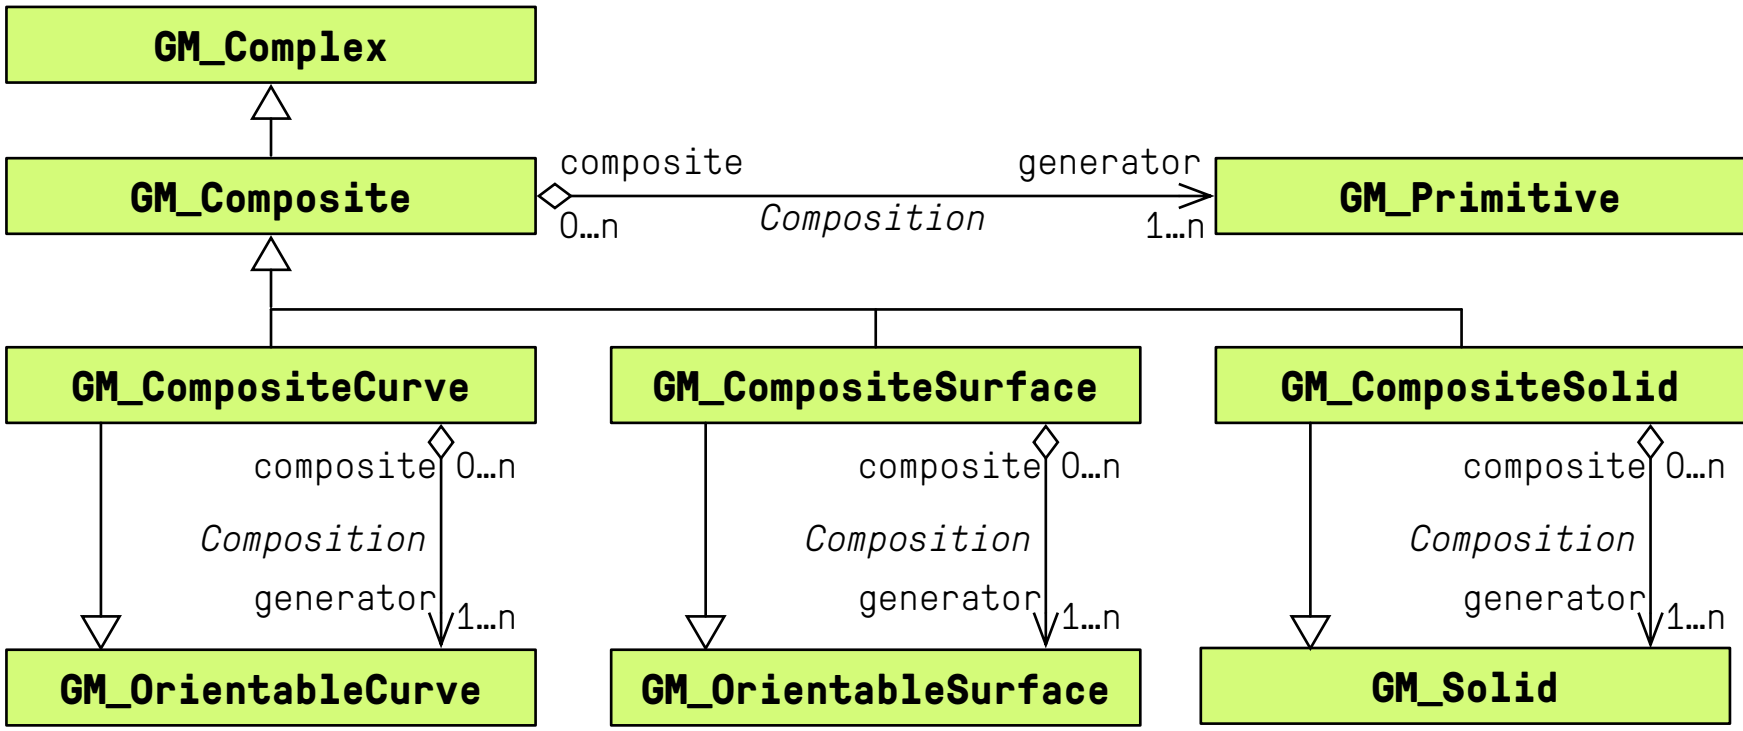 GM_Complex
composite
generator
GM_Composite
GM_Primitive
0…n
Composition
1…n
GM_CompositeCurve
GM_CompositeSurface
GM_CompositeSolid
composite
0…n
composite
0…n
composite
0…n
Composition
Composition
Composition
generator
1…n
generator
1…n
generator
1…n
GM_OrientableCurve
GM_OrientableSurface
GM_Solid